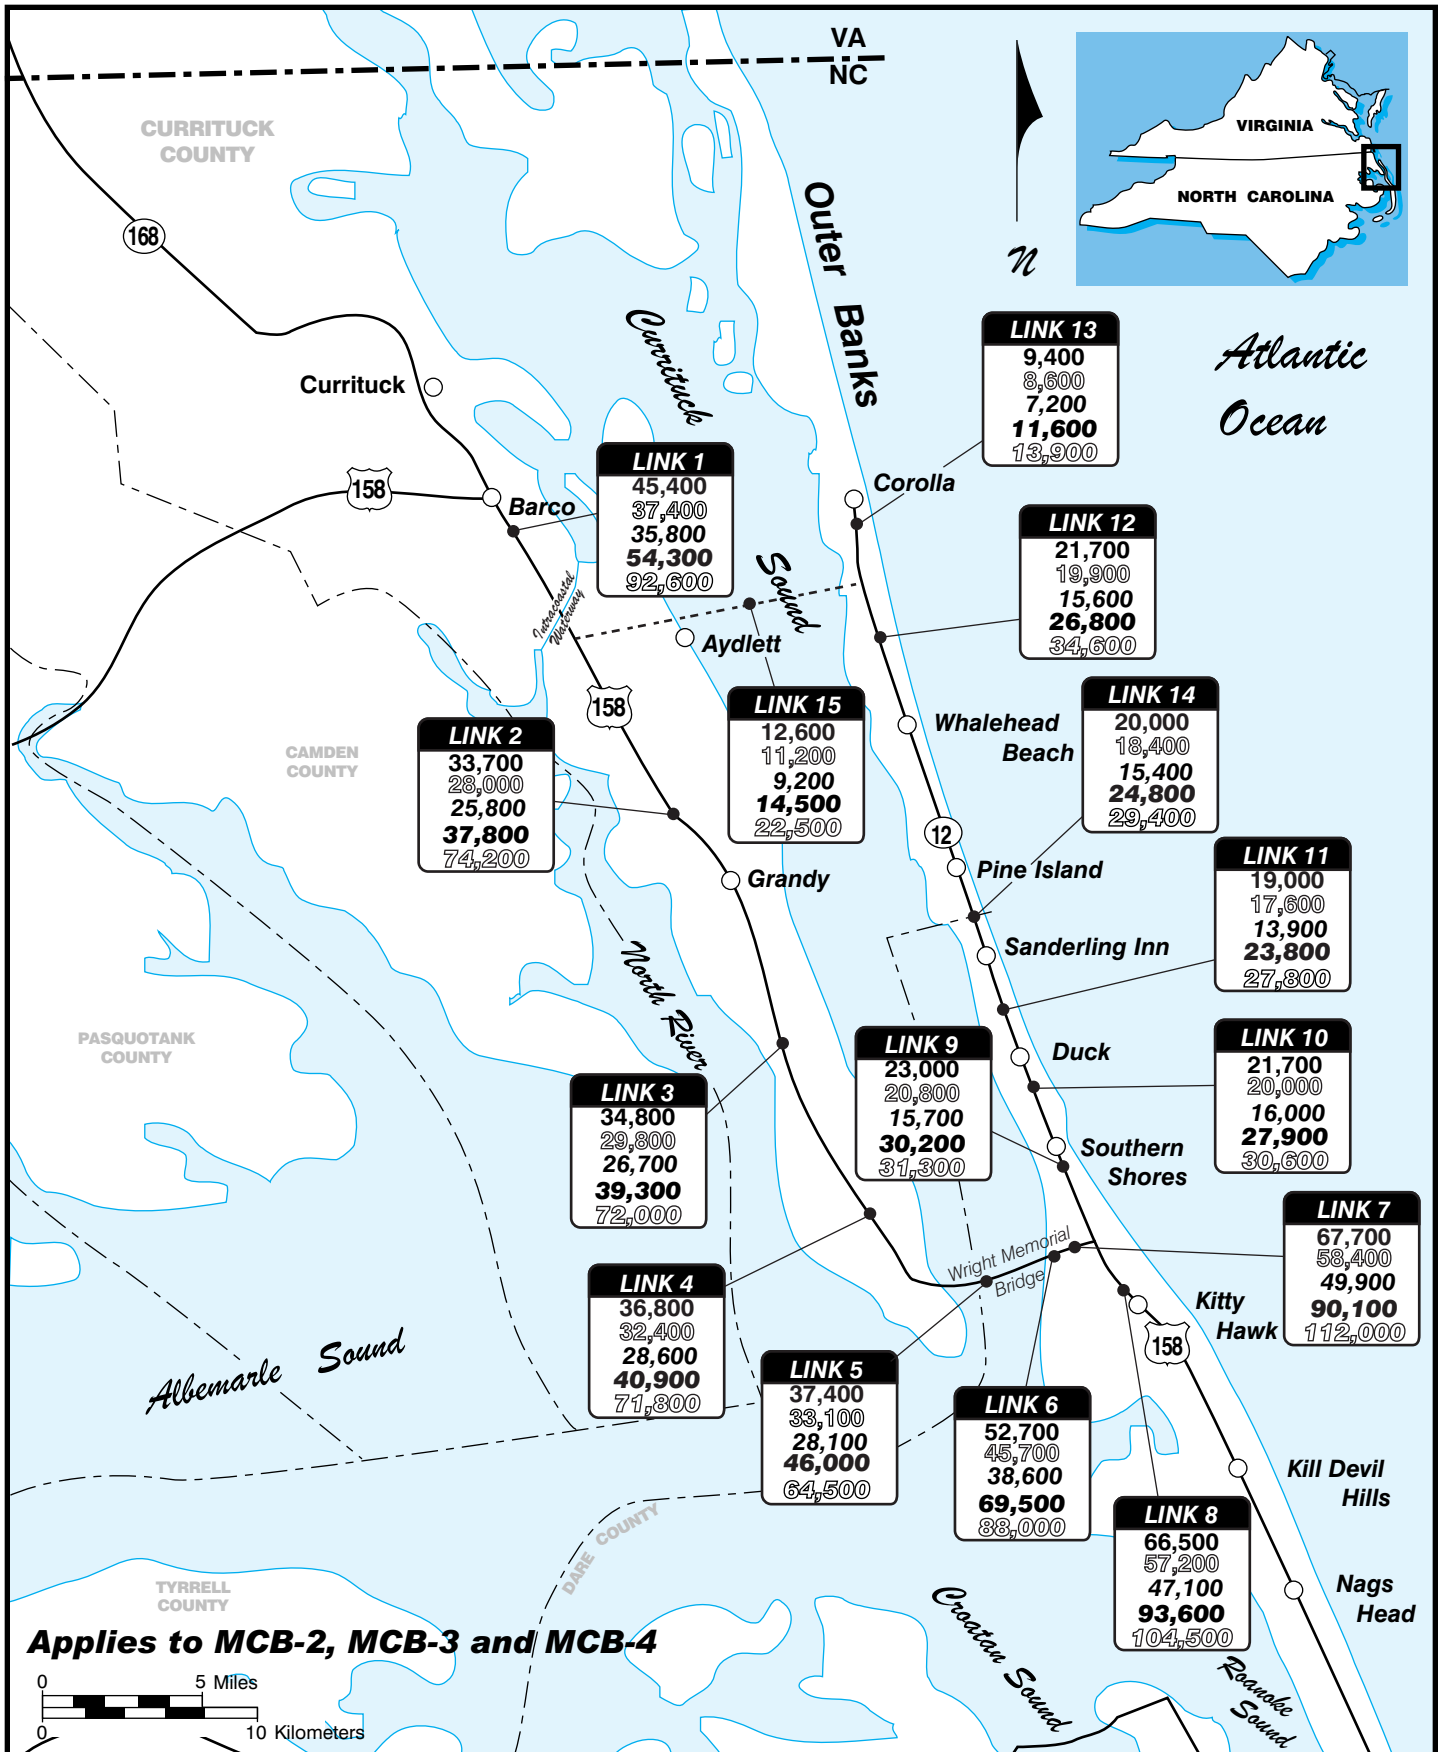 VA
NC
CURRITUCK
COUNTY
VIRGINIA
NORTH CAROLINA
168
N
Outer Banks
Atlantic
Ocean
Currituck
Sound
Currituck
158
Barco
LINK 1
45,400
37,400
35,800
54,300
92,600
LINK 13
9,400
8,600
7,200
11,600
13,900
Corolla
LINK 12
21,700
19,900
15,600
26,800
34,600
Intracoastal
Waterway
Aydlett
158
LINK 15
12,600
11,200
9,200
14,500
22,500
Whalehead
Beach
LINK 14
20,000
18,400
15,400
24,800
29,400
LINK 2
33,700
28,000
25,800
37,800
74,200
CAMDEN
COUNTY
12
Pine Island
Grandy
LINK 11
19,000
17,600
13,900
23,800
27,800
Sanderling Inn
North River
PASQUOTANK
COUNTY
LINK 9
23,000
20,800
15,700
30,200
31,300
Duck
LINK 10
21,700
20,000
16,000
27,900
30,600
LINK 3
34,800
29,800
26,700
39,300
72,000
Southern
Shores
LINK 7
67,700
58,400
49,900
90,100
112,000
Wright Memorial
Bridge
LINK 4
36,800
32,400
28,600
40,900
71,800
Kitty
Hawk
158
Albemarle Sound
LINK 5
37,400
33,100
28,100
46,000
64,500
LINK 6
52,700
45,700
38,600
69,500
88,000
Kill Devil
Hills
LINK 8
66,500
57,200
47,100
93,600
104,500
DARE COUNTY
Nags
Head
TYRRELL
COUNTY
Croatan Sound
Roanoke
Sound
Applies to MCB-2, MCB-3 and MCB-4
0 5 Miles
0 10 Kilometers